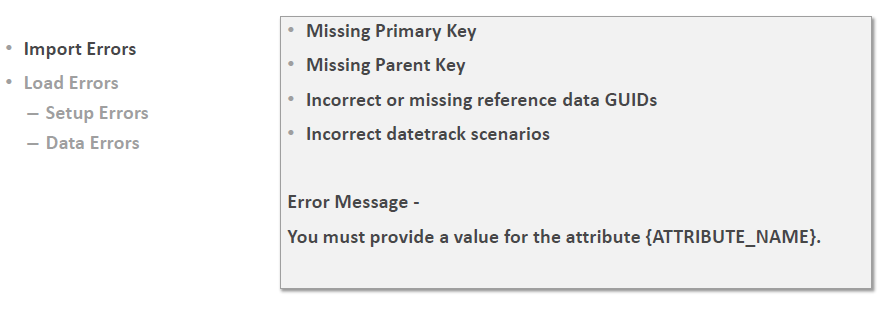 • Import Errors
• Load Errors
– Setup Errors
– Data Errors
• Missing Primary Key
• Missing Parent Key
• Incorrect or missing reference data GUIDs
• Incorrect datetrack scenarios
Error Message -
You must provide a value for the attribute {ATTRIBUTE_NAME}.